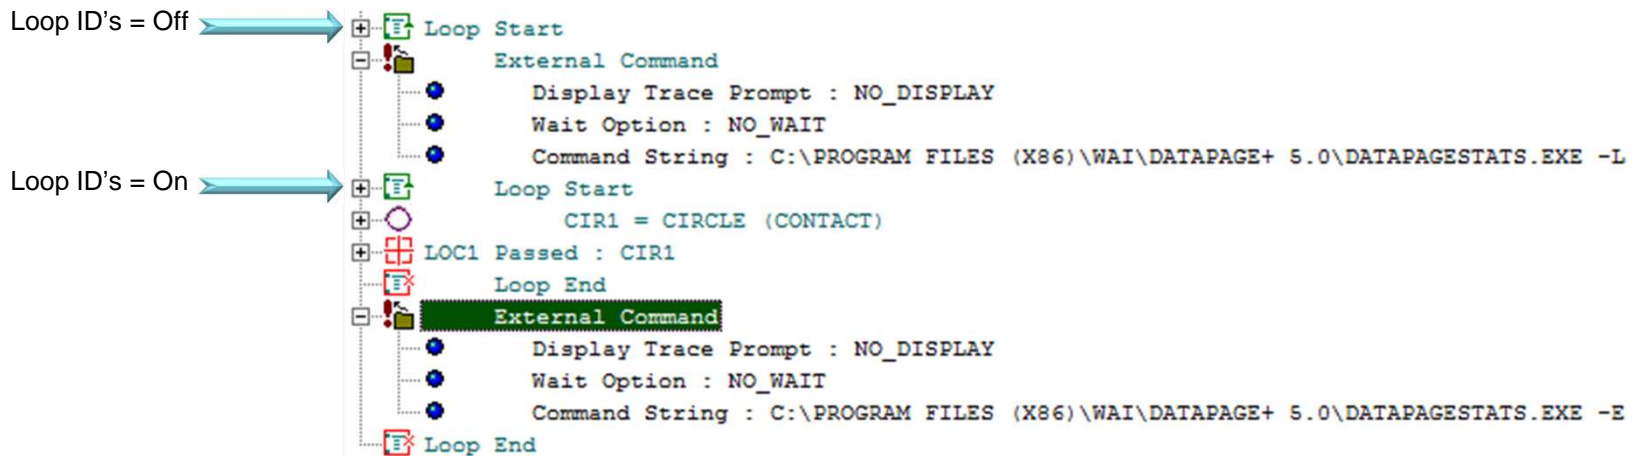 Loop ID's = Off
Loop Start
External Command
Display Trace Prompt : NO_DISPLAY
Wait Option : NO_WAIT
Command String : C:\PROGRAM FILES (X86)\WAI\DATAPAGE+ 5.0\DATAPAGESTATS.EXE -L
Loop ID's = On
Loop Start
CIR1 = CIRCLE (CONTACT)
LOC1 Passed : CIR1
Loop End
External Command
Display Trace Prompt : NO_DISPLAY
Wait Option : NO_WAIT
Command String : C:\PROGRAM FILES (X86)\WAI\DATAPAGE+ 5.0\DATAPAGESTATS.EXE -E
Loop End